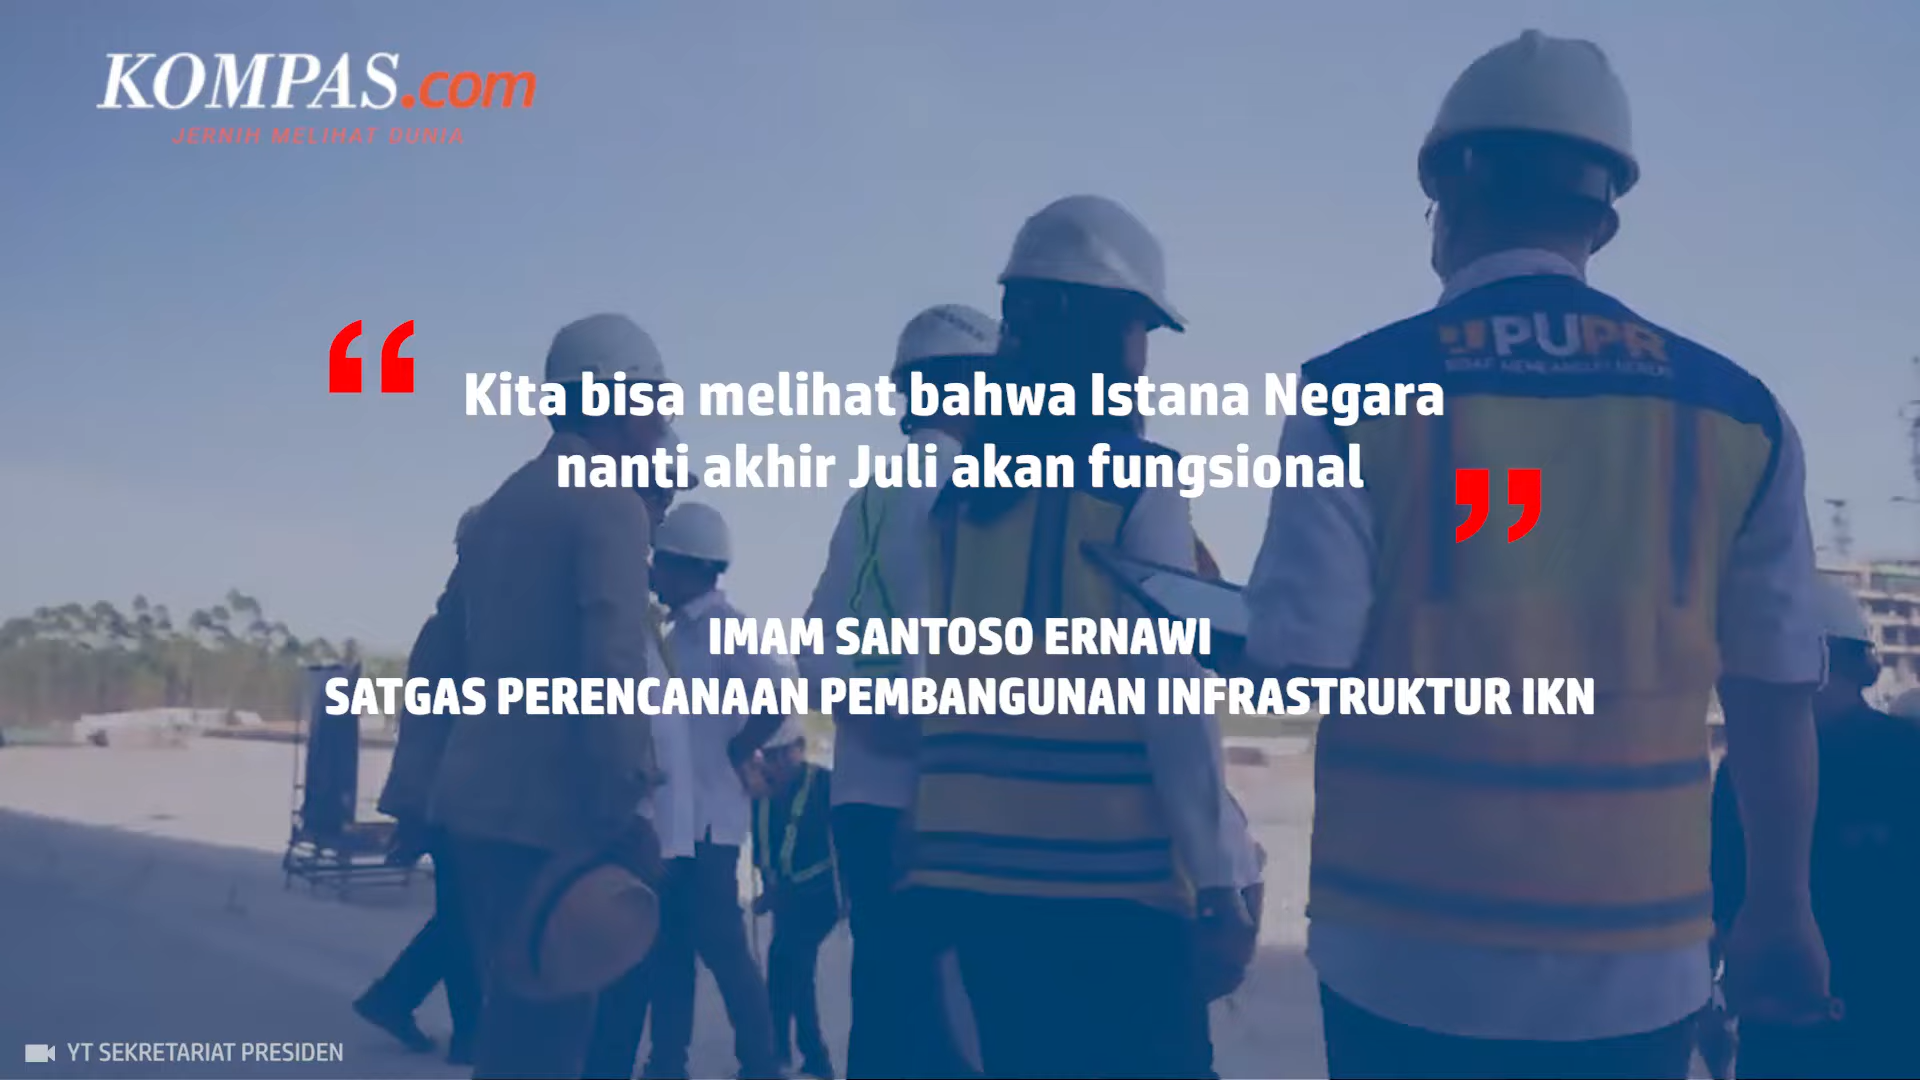 KOMPAS.com
JERNIH MELIHAT DUNIA
PUPR
“ Kita bisa melihat bahwa Istana Negara
nanti akhir Juli akan fungsional ”
IMAM SANTOSO ERNAWI
SATGAS PERENCANAAN PEMBANGUNAN INFRASTRUKTUR IKN
YT SEKRETARIAT PRESIDEN